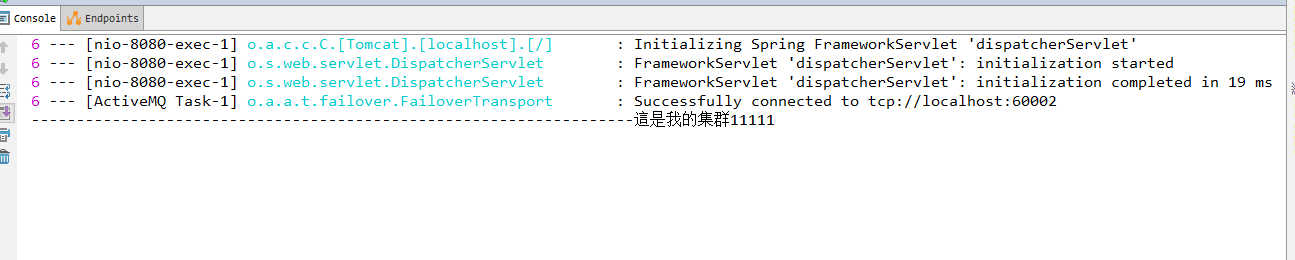 Console Endpoints
6 --- [nio-8080-exec-1] o.a.c.c.C.[Tomcat].[localhost].[/] : Initializing Spring FrameworkServlet 'dispatcherServlet'
6 --- [nio-8080-exec-1] o.s.web.servlet.DispatcherServlet : FrameworkServlet 'dispatcherServlet': initialization started
6 --- [nio-8080-exec-1] o.s.web.servlet.DispatcherServlet : FrameworkServlet 'dispatcherServlet': initialization completed in 19 ms
6 --- [ActiveMQ Task-1] o.a.a.t.failover.FailoverTransport : Successfully connected to tcp://localhost:60002
-------------------------------------------------------------------這是我的集群11111